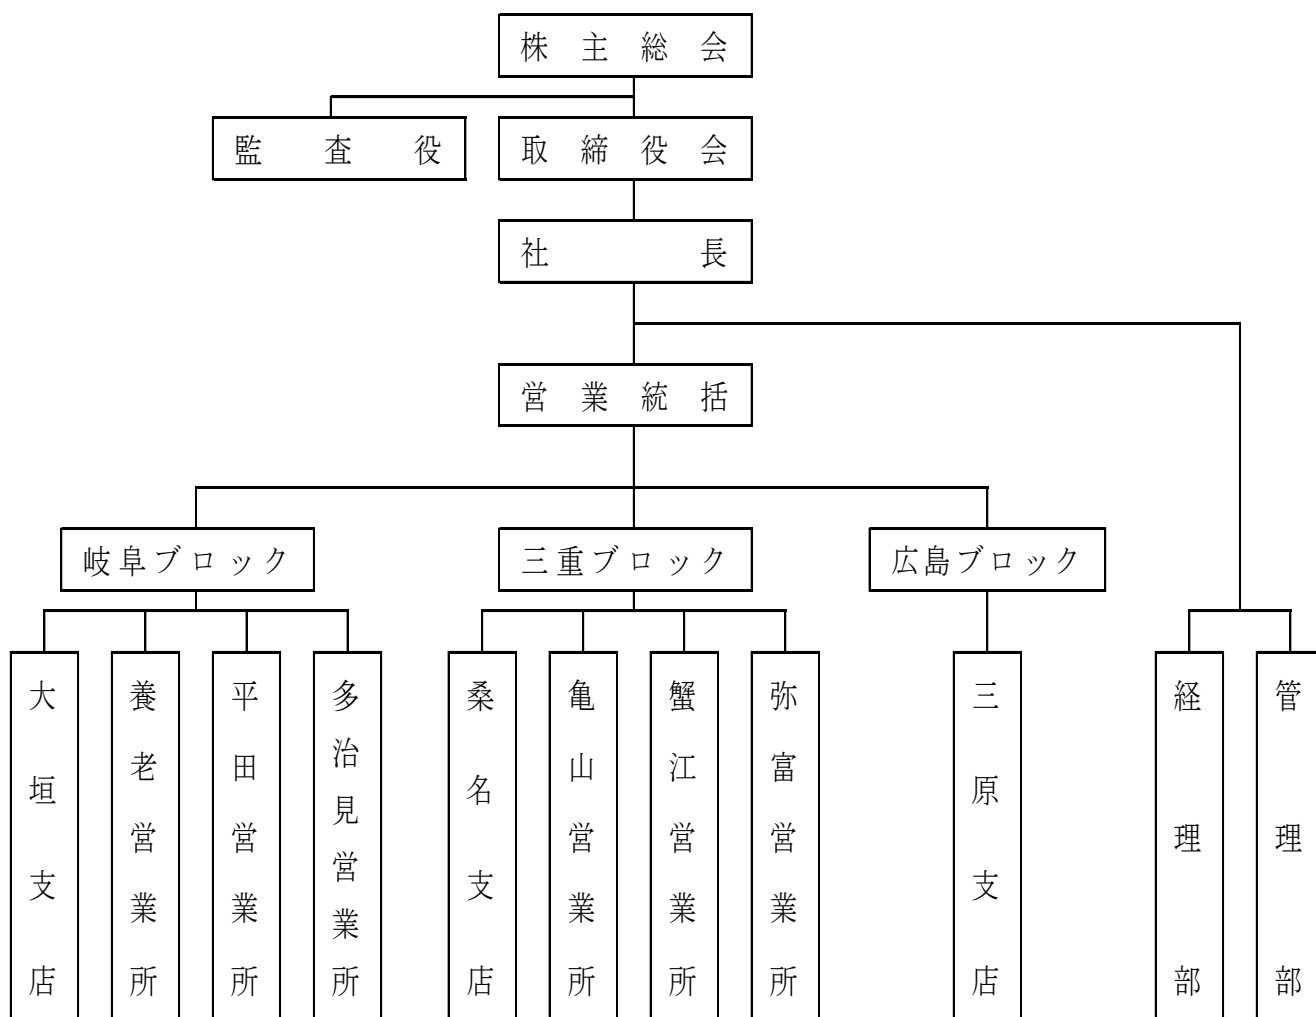 株主総会
監査役
取締役会
社長
営業統括
岐阜ブロック
三重ブロック
広島ブロック
大垣支店
養老営業所
平田営業所
多治見営業所
桑名支店
亀山営業所
蟹江営業所
弥富営業所
三原支店
経理部
管理部